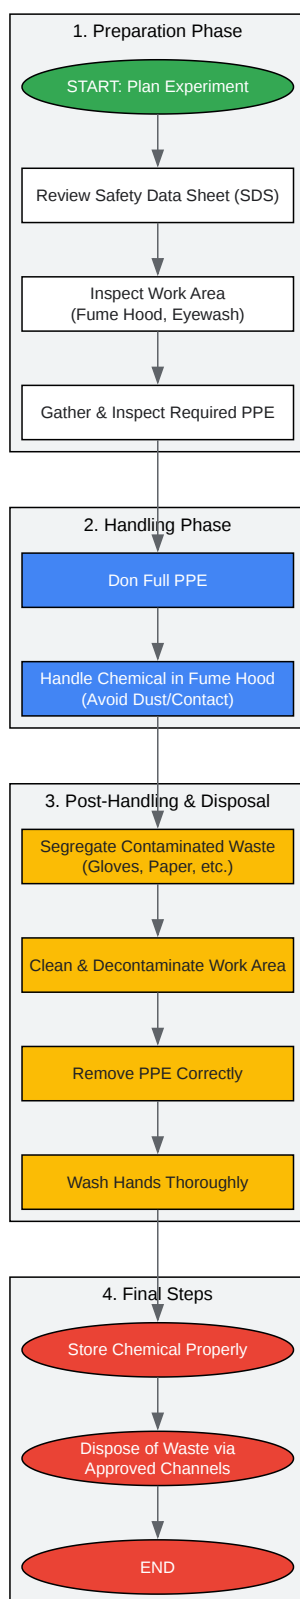 1. Preparation Phase
START: Plan Experiment
Review Safety Data Sheet (SDS)
Inspect Work Area
(Fume Hood, Eyewash)
Gather & Inspect Required PPE
2. Handling Phase
Don Full PPE
Handle Chemical in Fume Hood
(Avoid Dust/Contact)
3. Post-Handling & Disposal
Segregate Contaminated Waste
(Gloves, Paper, etc.)
Clean & Decontaminate Work Area
Remove PPE Correctly
Wash Hands Thoroughly
4. Final Steps
Store Chemical Properly
Dispose of Waste via
Approved Channels
END